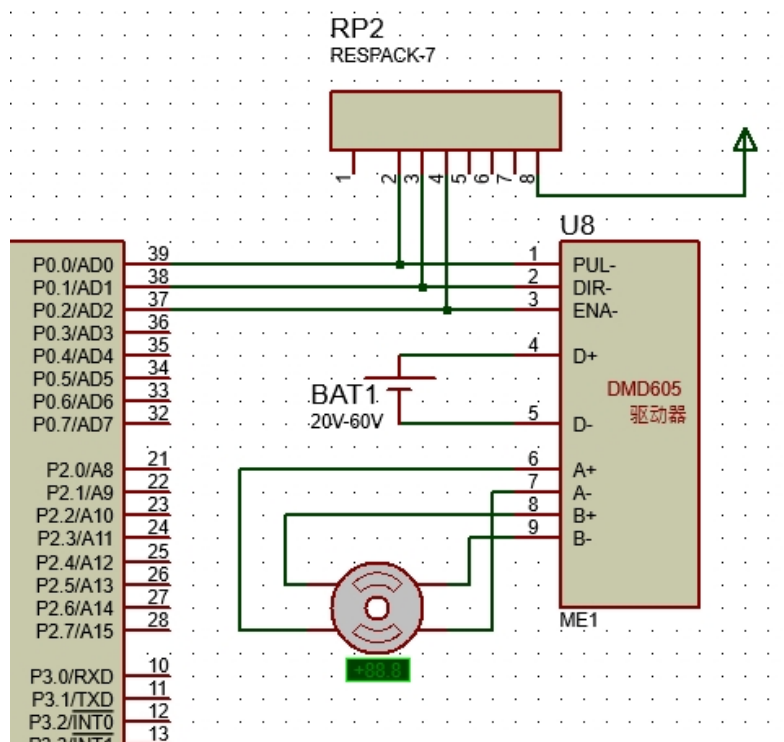 RP2
RESPACK-7
1
2
3
4
5
6
7
8
U8
P0.0/AD0 39
P0.1/AD1 38
P0.2/AD2 37
P0.3/AD3 36
P0.4/AD4 35
P0.5/AD5 34
P0.6/AD6 33
P0.7/AD7 32
P2.0/A8 21
P2.1/A9 22
P2.2/A10 23
P2.3/A11 24
P2.4/A12 25
P2.5/A13 26
P2.6/A14 27
P2.7/A15 28
P3.0/RXD 10
P3.1/TXD 11
P3.2/INT0 12
P3.3/INT1 13
BAT1
20V-60V
+88.8
1 PUL-
2 DIR-
3 ENA-
4 D+
5 D-
6 A+
7 A-
8 B+
9 B-
DMD605
驱动器
ME1